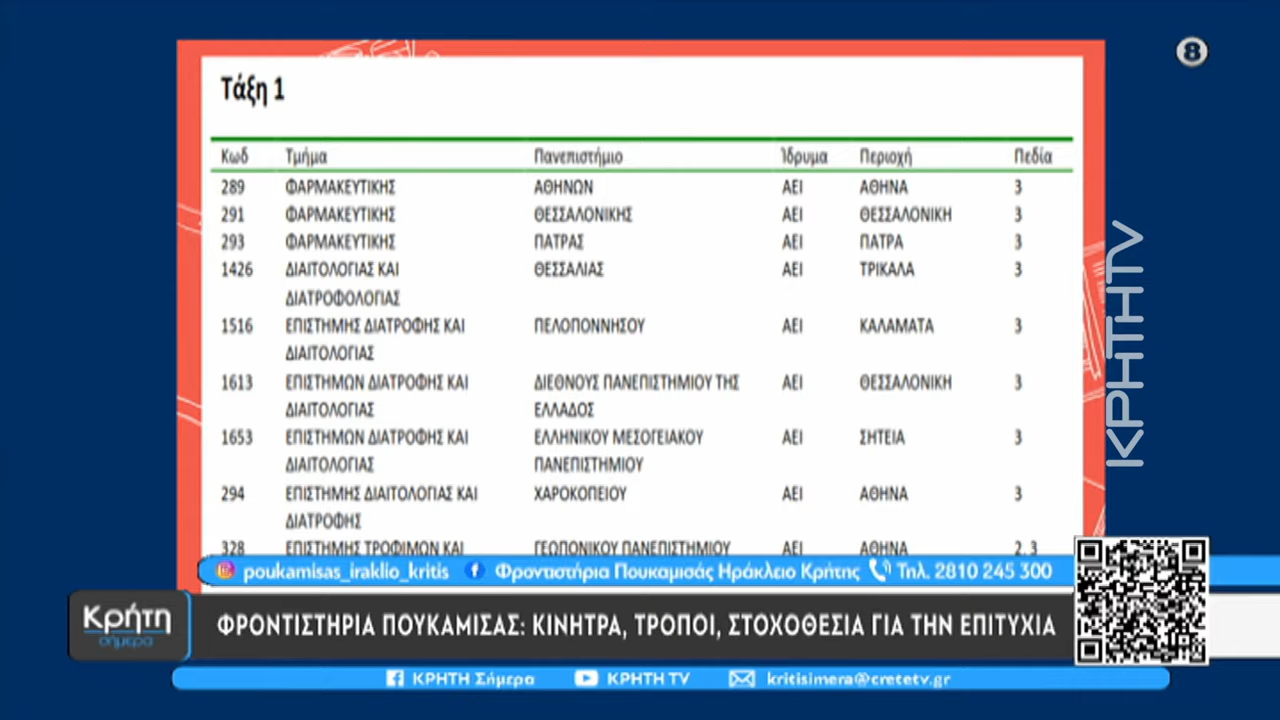 8
Τάξη 1
Κωδ Τμήμα Πανεπιστήμιο Ίδρυμα Περιοχή Πεδία
289 ΦΑΡΜΑΚΕΥΤΙΚΗΣ ΑΘΗΝΩΝ ΑΕΙ ΑΘΗΝΑ 3
291 ΦΑΡΜΑΚΕΥΤΙΚΗΣ ΘΕΣΣΑΛΟΝΙΚΗΣ ΑΕΙ ΘΕΣΣΑΛΟΝΙΚΗ 3
293 ΦΑΡΜΑΚΕΥΤΙΚΗΣ ΠΑΤΡΑΣ ΑΕΙ ΠΑΤΡΑ 3
1426 ΔΙΑΙΤΟΛΟΓΙΑΣ ΚΑΙ ΘΕΣΣΑΛΙΑΣ ΑΕΙ ΤΡΙΚΑΛΑ 3
ΔΙΑΤΡΟΦΟΛΟΓΙΑΣ
1516 ΕΠΙΣΤΗΜΗΣ ΔΙΑΤΡΟΦΗΣ ΚΑΙ ΠΕΛΟΠΟΝΝΗΣΟΥ ΑΕΙ ΚΑΛΑΜΑΤΑ 3
ΔΙΑΙΤΟΛΟΓΙΑΣ
1613 ΕΠΙΣΤΗΜΩΝ ΔΙΑΤΡΟΦΗΣ ΚΑΙ ΔΙΕΘΝΟΥΣ ΠΑΝΕΠΙΣΤΗΜΙΟΥ ΤΗΣ ΑΕΙ ΘΕΣΣΑΛΟΝΙΚΗ 3
ΔΙΑΙΤΟΛΟΓΙΑΣ ΕΛΛΑΔΟΣ
1653 ΕΠΙΣΤΗΜΩΝ ΔΙΑΤΡΟΦΗΣ ΚΑΙ ΕΛΛΗΝΙΚΟΥ ΜΕΣΟΓΕΙΑΚΟΥ ΑΕΙ ΣΗΤΕΙΑ 3
ΔΙΑΙΤΟΛΟΓΙΑΣ ΠΑΝΕΠΙΣΤΗΜΙΟΥ
294 ΕΠΙΣΤΗΜΗΣ ΔΙΑΙΤΟΛΟΓΙΑΣ ΚΑΙ ΧΑΡΟΚΟΠΕΙΟΥ ΑΕΙ ΑΘΗΝΑ 3
ΔΙΑΤΡΟΦΗΣ
328 ΕΠΙΣΤΗΜΗΣ ΤΡΟΦΙΜΩΝ ΚΑΙ ΓΕΩΠΟΝΙΚΟΥ ΠΑΝΕΠΙΣΤΗΜΙΟΥ ΑΕΙ ΑΘΗΝΑ 2, 3
ΚΡΗΤΗTV
poukamisas_iraklio_kritis Φροντιστήρια Πουκαμισάς Ηράκλειο Κρήτης Τηλ. 2810 245 300
Κρήτη
σήμερα
ΦΡΟΝΤΙΣΤΗΡΙΑ ΠΟΥΚΑΜΙΣΑΣ: ΚΙΝΗΤΡΑ, ΤΡΟΠΟΙ, ΣΤΟΧΟΘΕΣΙΑ ΓΙΑ ΤΗΝ ΕΠΙΤΥΧΙΑ
ΚΡΗΤΗ Σήμερα ΚΡΗΤΗ TV kritisimera@cretetv.gr